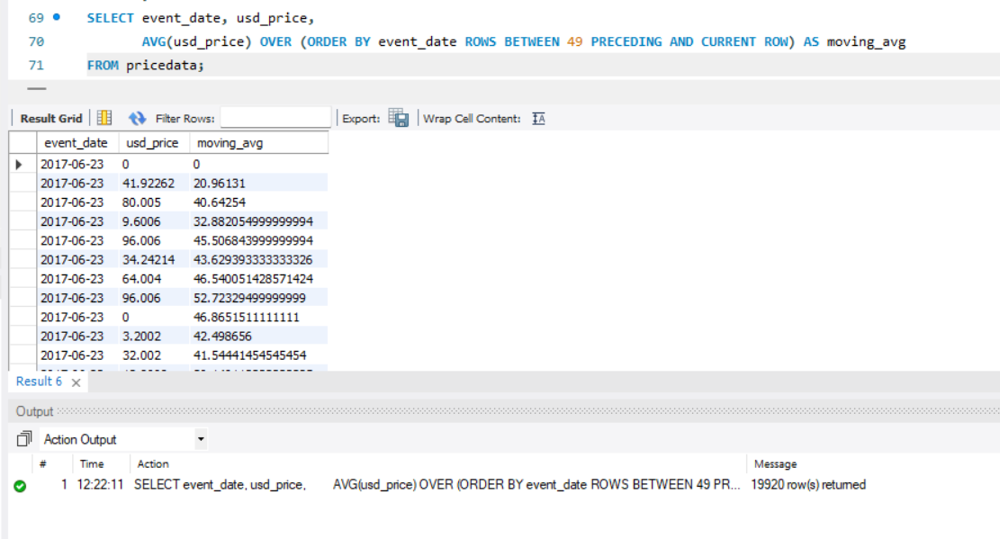 69 SELECT event_date, usd_price,
70 AVG(usd_price) OVER (ORDER BY event_date ROWS BETWEEN 49 PRECEDING AND CURRENT ROW) AS moving_avg
71 FROM pricedata;
Result Grid Filter Rows: Export: Wrap Cell Content: IA
event_date usd_price moving_avg
2017-06-23 0 0
2017-06-23 41.92262 20.96131
2017-06-23 80.005 40.64254
2017-06-23 9.6006 32.882054999999994
2017-06-23 96.006 45.506843999999994
2017-06-23 34.24214 43.629393333333326
2017-06-23 64.004 46.540051428571424
2017-06-23 96.006 52.72329499999999
2017-06-23 0 46.8651511111111
2017-06-23 3.2002 42.498656
2017-06-23 32.002 41.54441454545454
Result 6
Output
Action Output
# Time Action Message
1 12:22:11 SELECT event_date, usd_price, AVG(usd_price) OVER (ORDER BY event_date ROWS BETWEEN 49 PR... 19920 row(s) returned